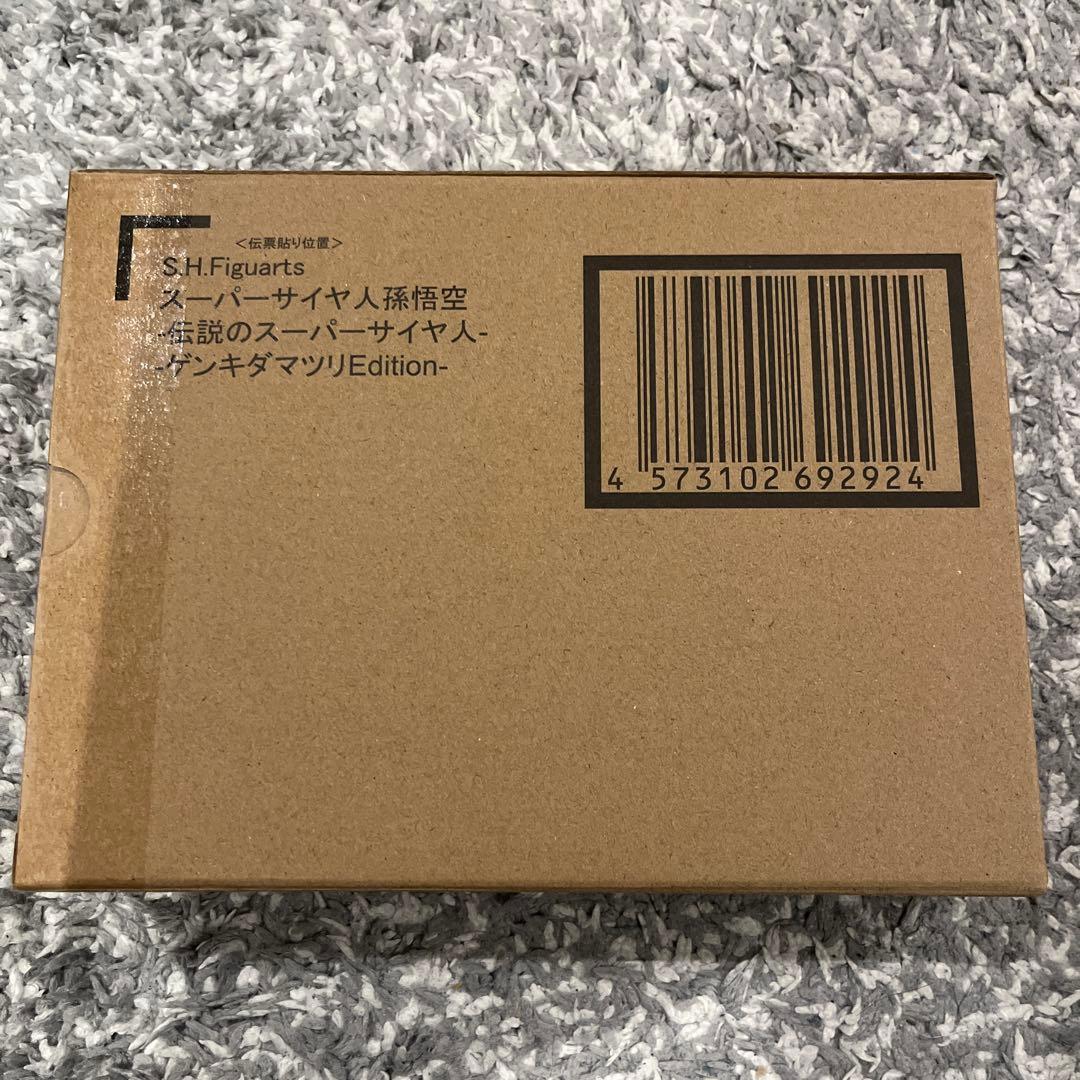 ＜伝票貼り位置＞
S.H.Figuarts
スーパーサイヤ人孫悟空
-伝説のスーパーサイヤ人-
-ゲンキダマツリEdition-
4 573102 692924